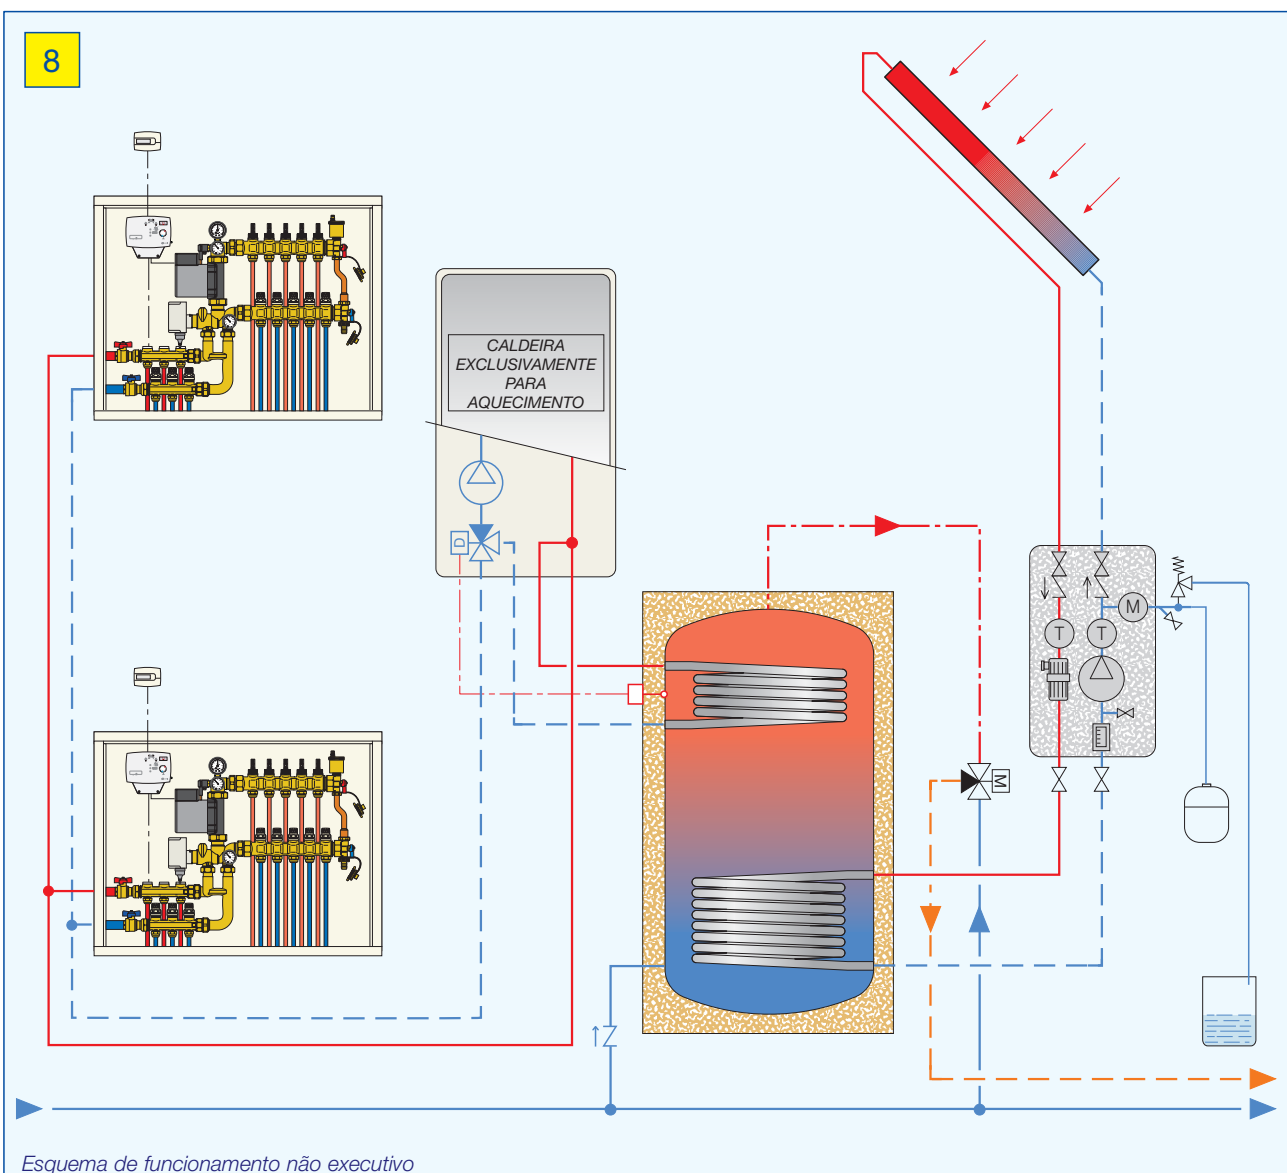 8
CALDEIRA
EXCLUSIVAMENTE
PARA
AQUECIMENTO
D
M
T
T
M
Esquema de funcionamento não executivo